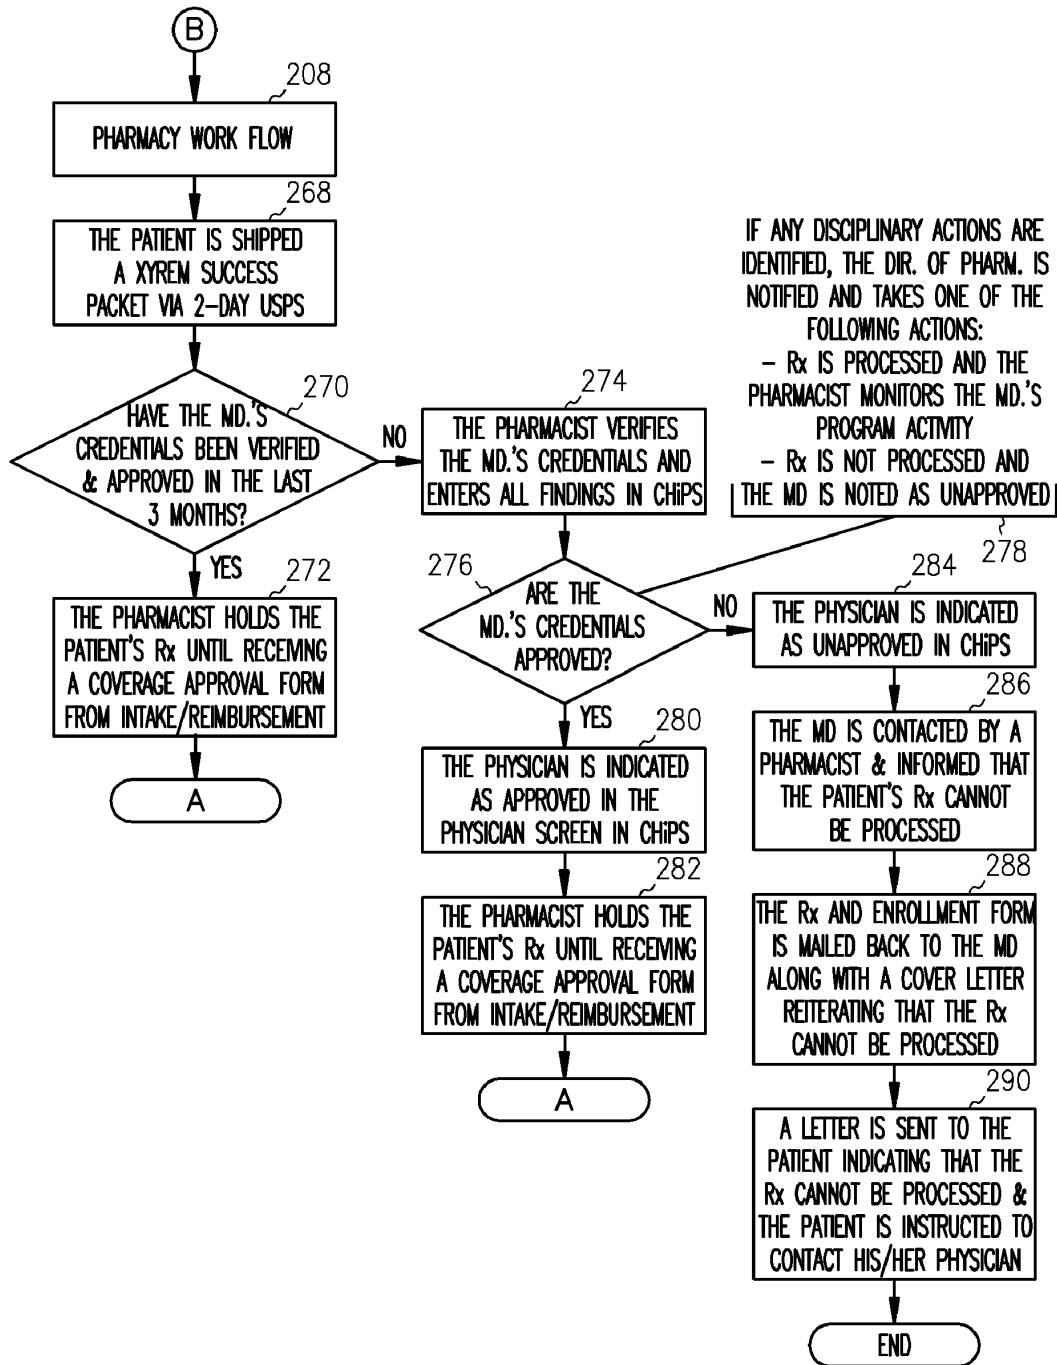 B
208
PHARMACY WORK FLOW
268
THE PATIENT IS SHIPPED
A XYREM SUCCESS
PACKET VIA 2-DAY USPS
270
HAVE THE MD.'S
CREDENTIALS BEEN VERIFIED
& APPROVED IN THE LAST
3 MONTHS?
NO
YES
272
THE PHARMACIST HOLDS THE
PATIENT'S Rx UNTIL RECEIVING
A COVERAGE APPROVAL FORM
FROM INTAKE/REIMBURSEMENT
A
274
THE PHARMACIST VERIFIES
THE MD.'S CREDENTIALS AND
ENTERS ALL FINDINGS IN CHiPS
IF ANY DISCIPLINARY ACTIONS ARE
IDENTIFIED, THE DIR. OF PHARM. IS
NOTIFIED AND TAKES ONE OF THE
FOLLOWING ACTIONS:
– Rx IS PROCESSED AND THE
PHARMACIST MONITORS THE MD.'S
PROGRAM ACTIVITY
– Rx IS NOT PROCESSED AND
THE MD IS NOTED AS UNAPPROVED
278
276
ARE THE
MD.'S CREDENTIALS
APPROVED?
NO
YES
280
THE PHYSICIAN IS INDICATED
AS APPROVED IN THE
PHYSICIAN SCREEN IN CHiPS
282
THE PHARMACIST HOLDS THE
PATIENT'S Rx UNTIL RECEIVING
A COVERAGE APPROVAL FORM
FROM INTAKE/REIMBURSEMENT
A
284
THE PHYSICIAN IS INDICATED
AS UNAPPROVED IN CHiPS
286
THE MD IS CONTACTED BY A
PHARMACIST & INFORMED THAT
THE PATIENT'S Rx CANNOT
BE PROCESSED
288
THE Rx AND ENROLLMENT FORM
IS MAILED BACK TO THE MD
ALONG WITH A COVER LETTER
REITERATING THAT THE Rx
CANNOT BE PROCESSED
290
A LETTER IS SENT TO THE
PATIENT INDICATING THAT THE
Rx CANNOT BE PROCESSED &
THE PATIENT IS INSTRUCTED TO
CONTACT HIS/HER PHYSICIAN
END